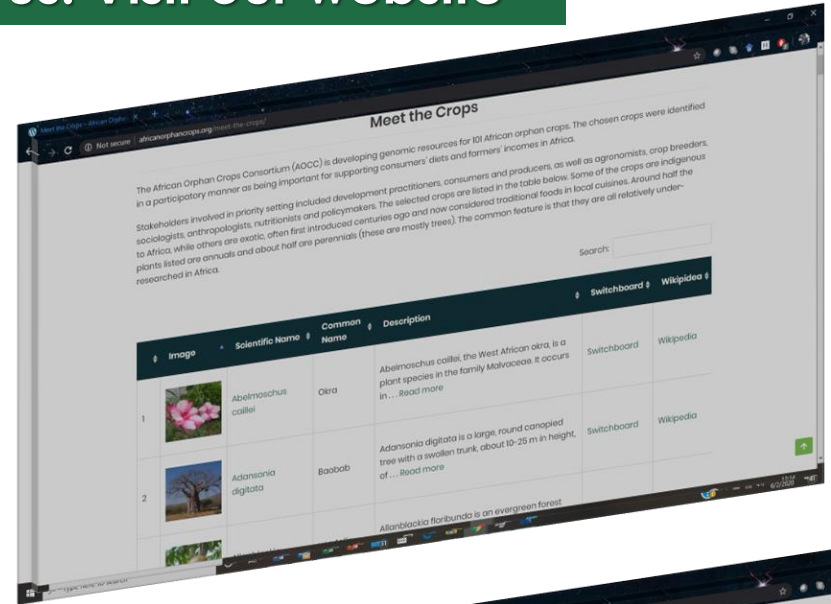 Visit our website
Meet the Crops - African Orpha
Not secure africanorphancrops.org/meet-the-crops/
Meet the Crops
The African Orphan Crops Consortium (AOCC) is developing genomic resources for 101 African orphan crops. The chosen crops were identified
in a participatory manner as being important for supporting consumers' diets and farmers' incomes in Africa.
Stakeholders involved in priority setting included development practitioners, consumers and producers, as well as agronomists, crop breeders,
sociologists, anthropologists, nutritionists and policymakers. The selected crops are listed in the table below. Some of the crops are indigenous
to Africa, while others are exotic, often first introduced centuries ago and now considered traditional foods in local cuisines. Around half the
plants listed are annuals and about half are perennials (these are mostly trees). The common feature is that they are all relatively under-
researched in Africa.
Search:
Image Scientific Name Common Name Description Switchboard Wikipidea
1 Abelmoschus caillei Okra Abelmoschus caillei, the West African okra, is a
plant species in the family Malvaceae. It occurs
in ... Read more Switchboard Wikipedia
2 Adansonia digitata Baobob Adansonia digitata is a large, round canopied
tree with a swollen trunk, about 10-25 m in height,
of ... Read more Switchboard Wikipedia
Allanblackia floribunda is an evergreen forest
6/2/2020